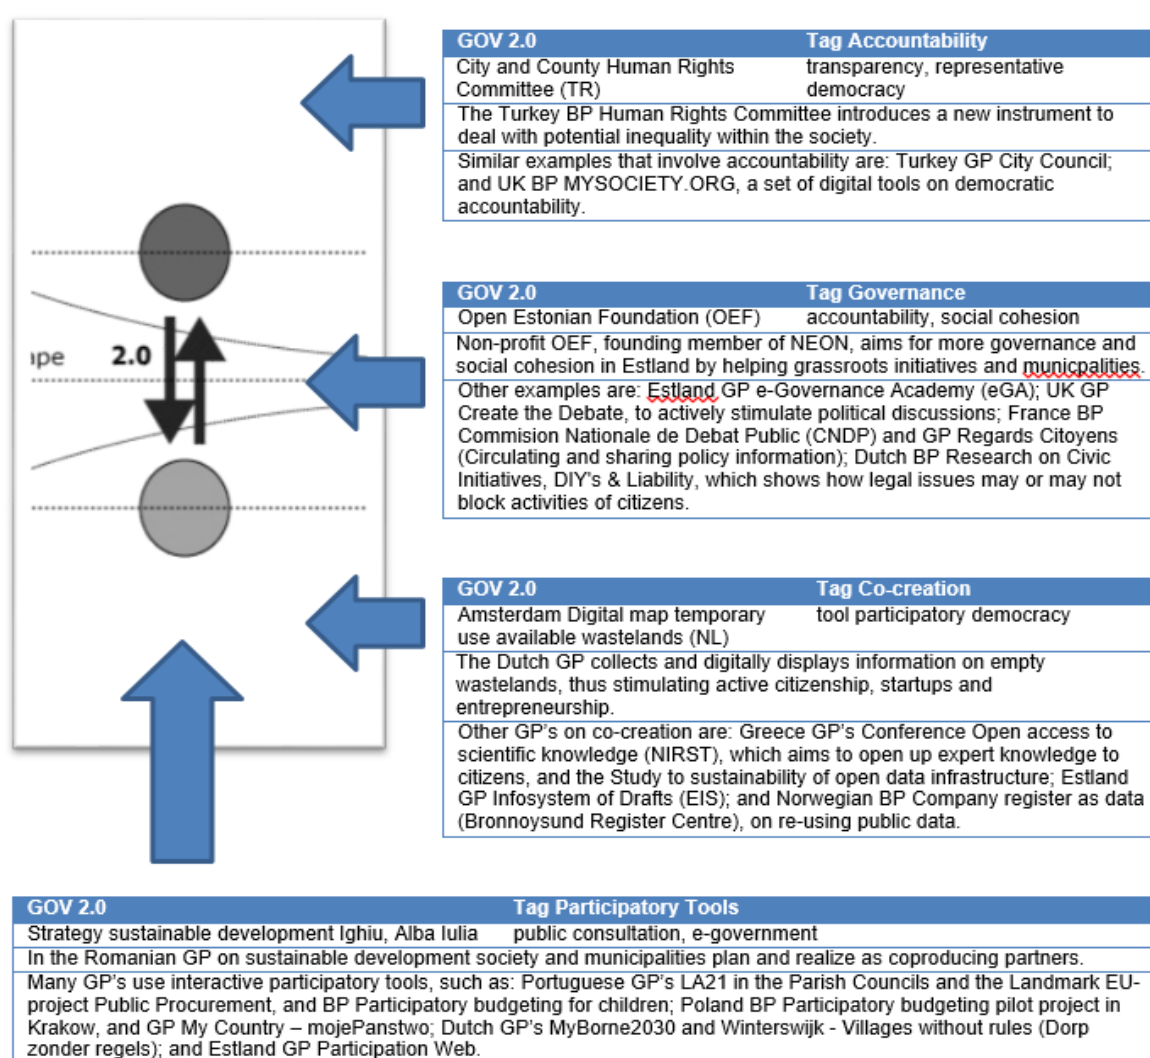 GOV 2.0 Tag Accountability
City and County Human Rights transparency, representative
Committee (TR) democracy
The Turkey BP Human Rights Committee introduces a new instrument to
deal with potential inequality within the society.
Similar examples that involve accountability are: Turkey GP City Council;
and UK BP MYSOCIETY.ORG, a set of digital tools on democratic
accountability.
GOV 2.0 Tag Governance
Open Estonian Foundation (OEF) accountability, social cohesion
Non-profit OEF, founding member of NEON, aims for more governance and
social cohesion in Estland by helping grassroots initiatives and municpalities.
Other examples are: Estland GP e-Governance Academy (eGA); UK GP
Create the Debate, to actively stimulate political discussions; France BP
Commision Nationale de Debat Public (CNDP) and GP Regards Citoyens
(Circulating and sharing policy information); Dutch BP Research on Civic
Initiatives, DIY's & Liability, which shows how legal issues may or may not
block activities of citizens.
ape 2.0
GOV 2.0 Tag Co-creation
Amsterdam Digital map temporary tool participatory democracy
use available wastelands (NL)
The Dutch GP collects and digitally displays information on empty
wastelands, thus stimulating active citizenship, startups and
entrepreneurship.
Other GP's on co-creation are: Greece GP's Conference Open access to
scientific knowledge (NIRST), which aims to open up expert knowledge to
citizens, and the Study to sustainability of open data infrastructure; Estland
GP Infosystem of Drafts (EIS); and Norwegian BP Company register as data
(Bronnoysund Register Centre), on re-using public data.
GOV 2.0 Tag Participatory Tools
Strategy sustainable development Ighiu, Alba Iulia public consultation, e-government
In the Romanian GP on sustainable development society and municipalities plan and realize as coproducing partners.
Many GP's use interactive participatory tools, such as: Portuguese GP's LA21 in the Parish Councils and the Landmark EU-
project Public Procurement, and BP Participatory budgeting for children; Poland BP Participatory budgeting pilot project in
Krakow, and GP My Country – mojePanstwo; Dutch GP's MyBorne2030 and Winterswijk - Villages without rules (Dorp
zonder regels); and Estland GP Participation Web.